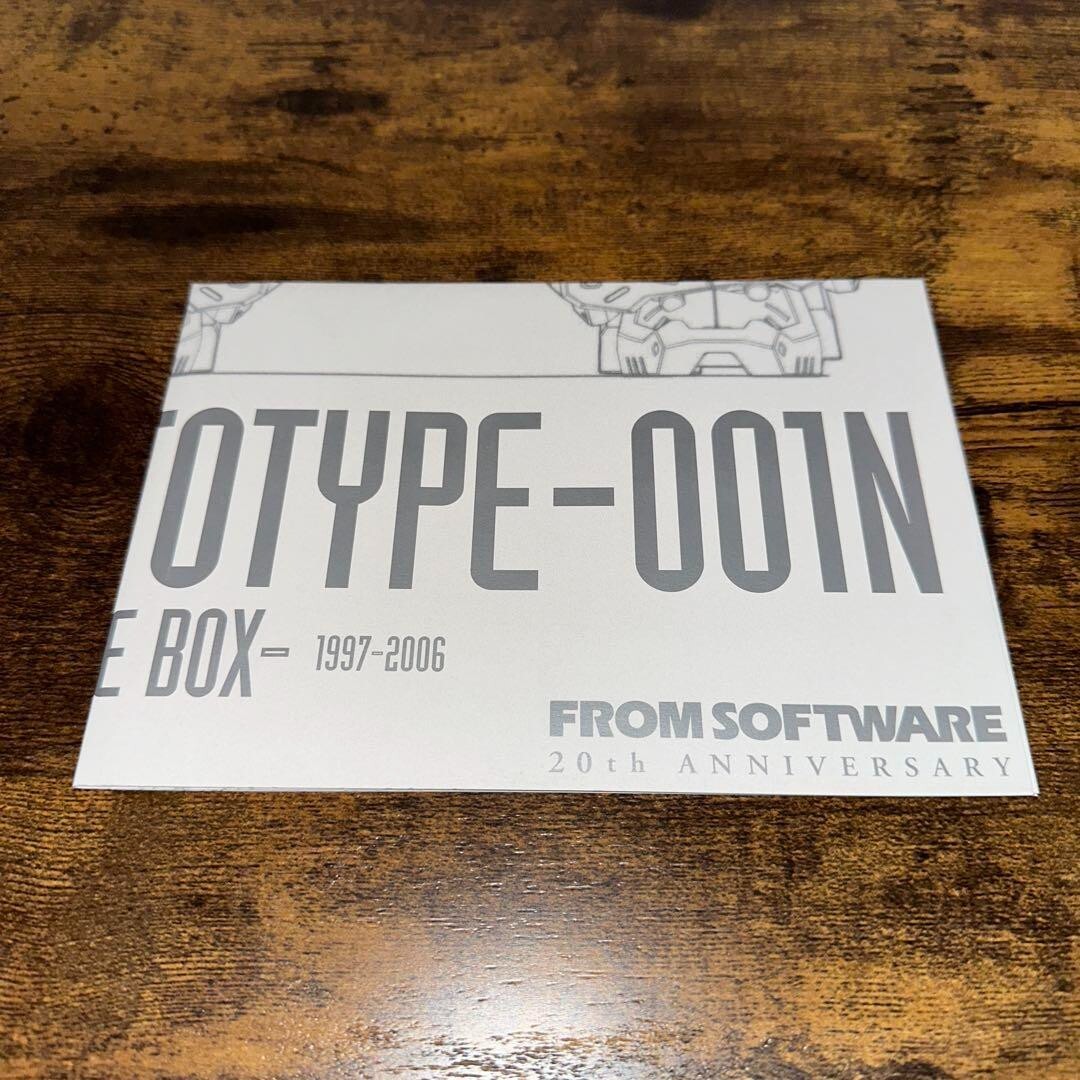 TOTYPE-001N
E BOX- 1997-2006
FROM SOFTWARE
20th ANNIVERSARY